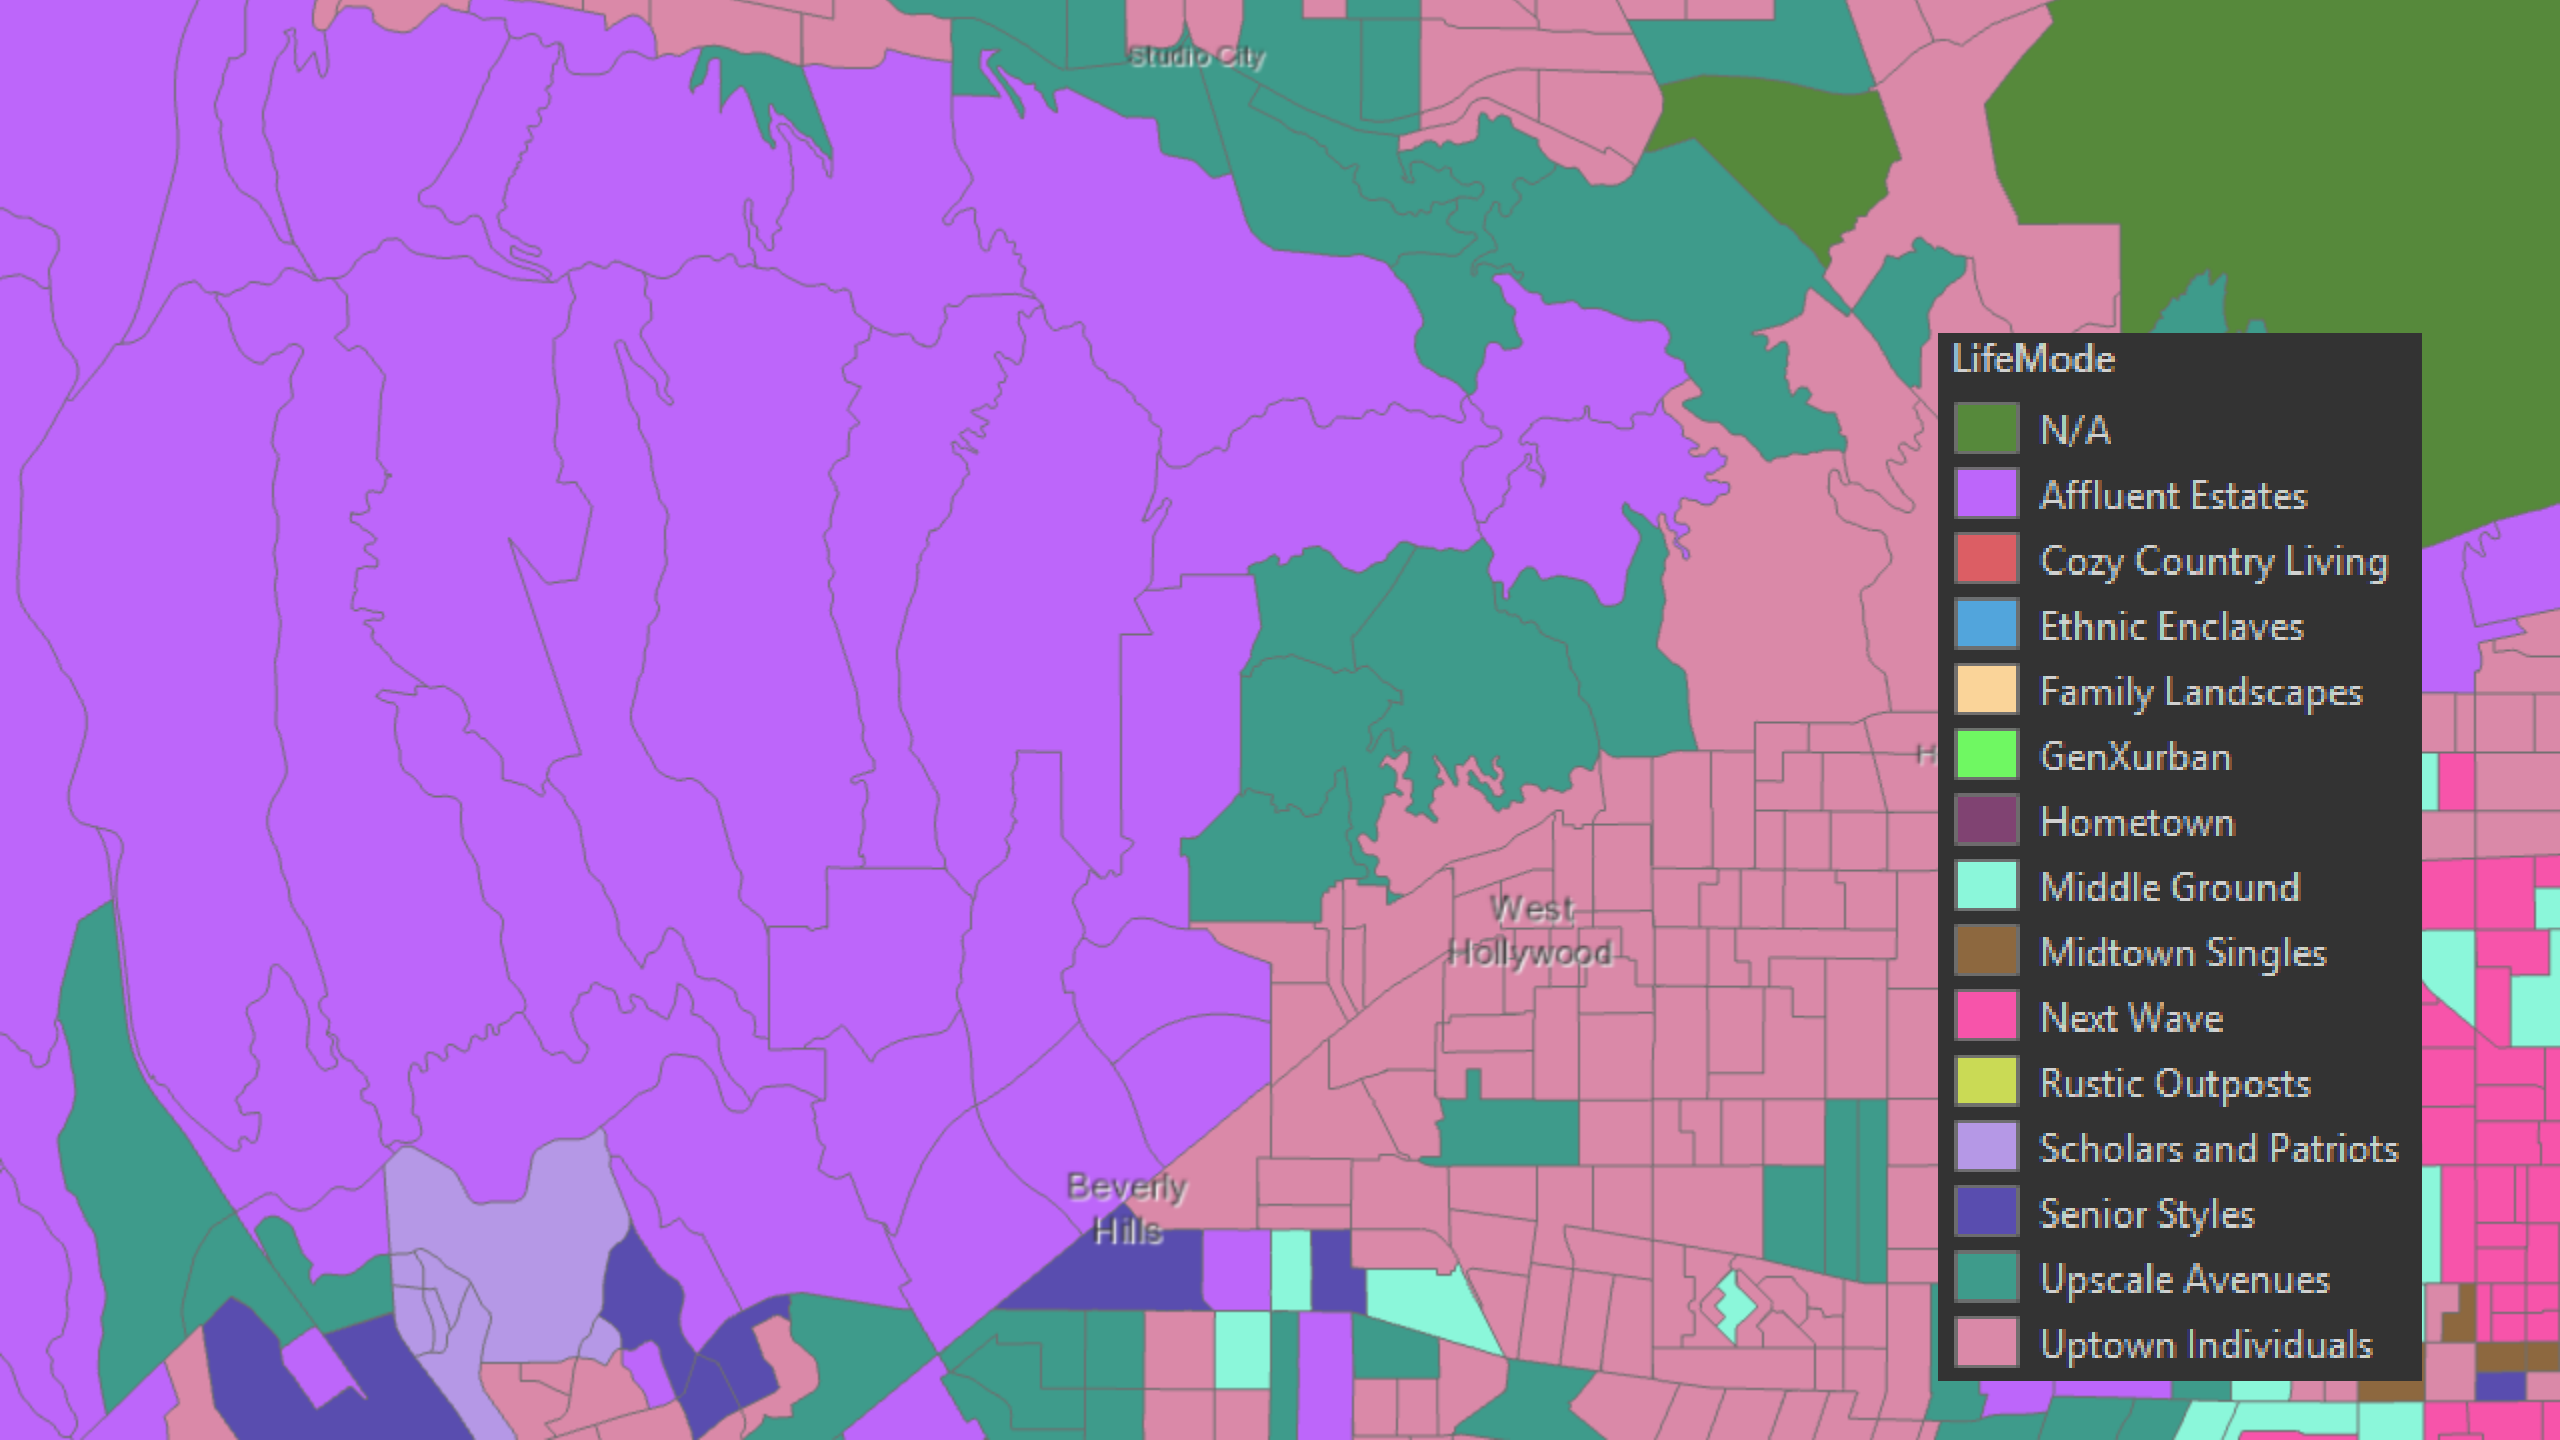 Studio City
LifeMode
N/A
Affluent Estates
Cozy Country Living
Ethnic Enclaves
Family Landscapes
GenXurban
Hometown
Middle Ground
Midtown Singles
Next Wave
Rustic Outposts
Scholars and Patriots
Senior Styles
Upscale Avenues
Uptown Individuals
H
West
Hollywood
Beverly
Hills